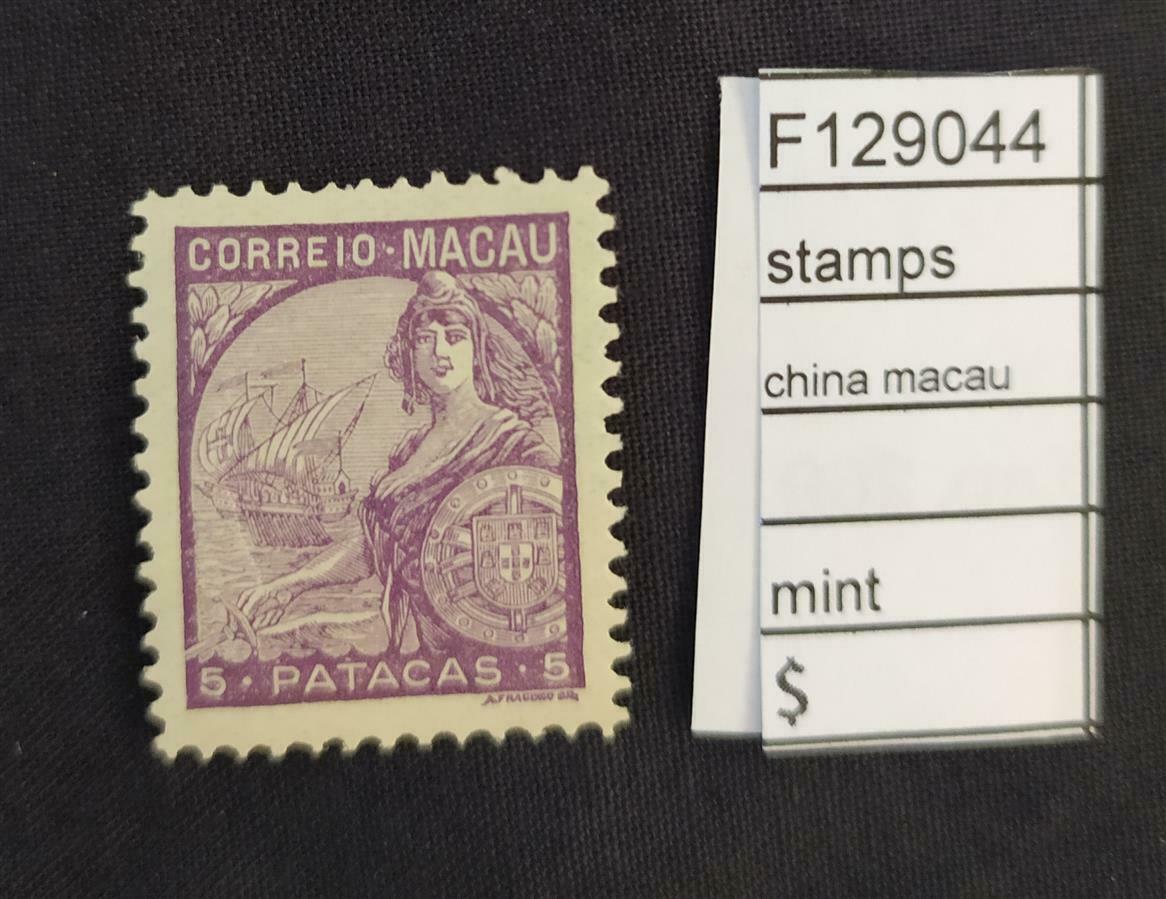 CORREIO·MACAU
5·PATACAS·5
F129044
stamps
china macau
mint
$